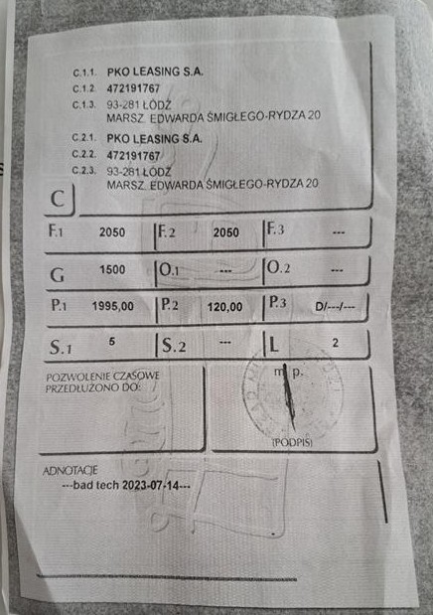 C.1.1. PKO LEASING S.A.
C.1.2 472191767
C.1.3. 93-281 ŁÓDŹ
MARSZ. EDWARDA ŚMIGŁEGO-RYDZA 20
C.2.1. PKO LEASING S.A.
C.2.2. 472191767
C.2.3. 93-281 ŁÓDŹ
MARSZ. EDWARDA ŚMIGŁEGO-RYDZA 20
C
F.1 2050 F.2 2050 F.3 ---
G 1500 O.1 --- O.2 ---
P.1 1995,00 P.2 120,00 P.3 D/---/---
S.1 5 S.2 --- L 2
POZWOLENIE CZASOWE
PRZEDŁUŻONO DO:
m. p.
(PODPIS)
ADNOTACJE
---bad tech 2023-07-14---